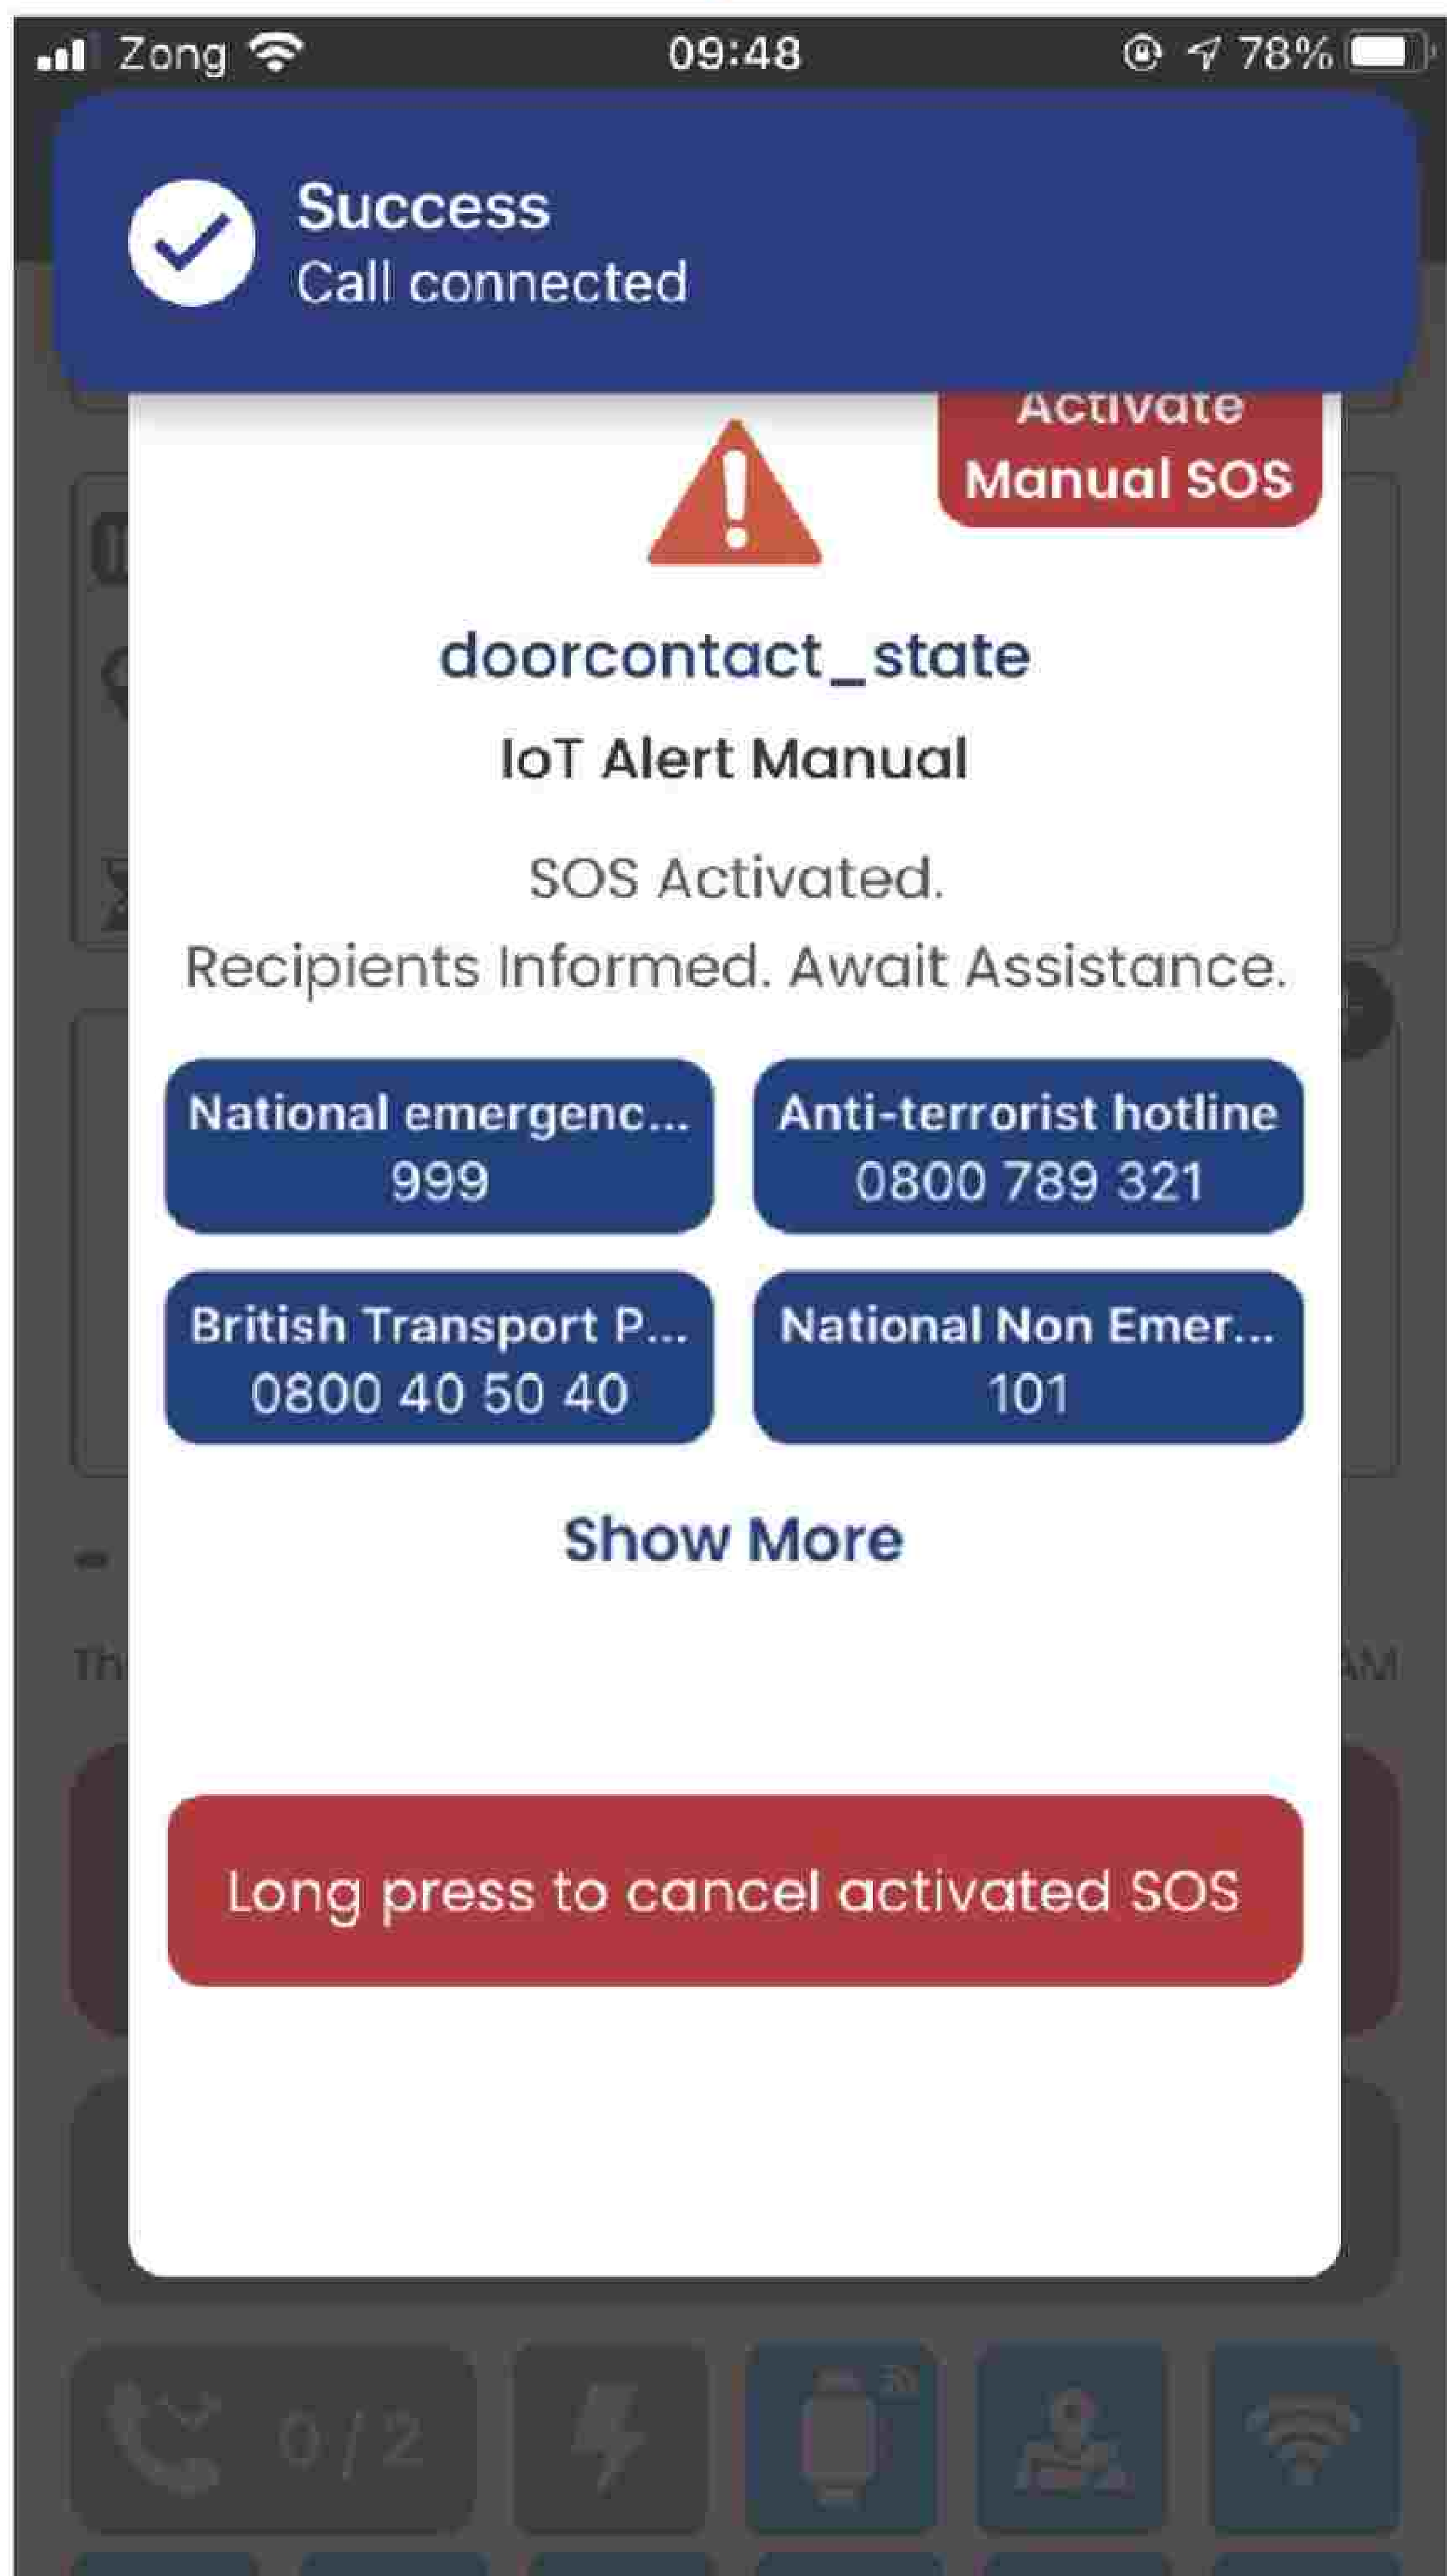 Zong 09:48 78%
Success
Call connected
Activate
Manual SOS
doorcontact_state
IoT Alert Manual
SOS Activated.
Recipients Informed. Await Assistance.
National emergenc...
999
Anti-terrorist hotline
0800 789 321
British Transport P...
0800 40 50 40
National Non Emer...
101
Show More
Th
AM
Long press to cancel activated SOS
0/2